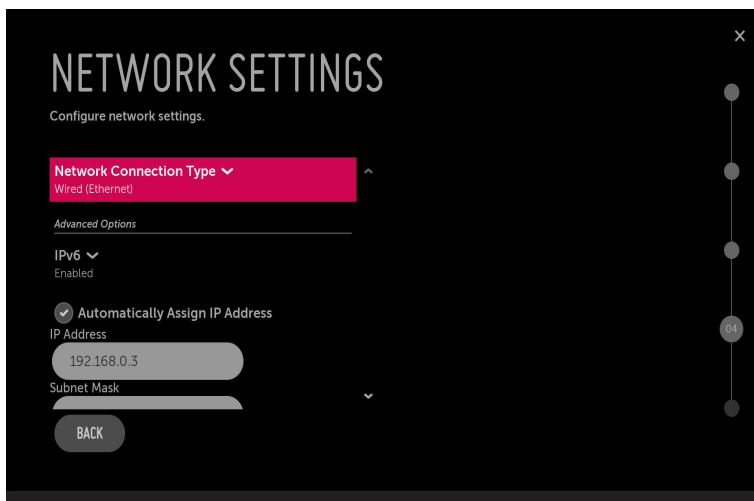 NETWORK SETTINGS
Configure network settings.
Network Connection Type
Wired (Ethernet)
Advanced Options
IPv6
Enabled
Automatically Assign IP Address
IP Address
192.168.0.3
04
Subnet Mask
BACK